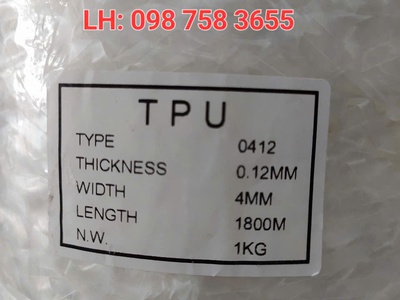 LH: 098 758 3655
TPU
TYPE 0412
THICKNESS 0.12MM
WIDTH 4MM
LENGTH 1800M
N.W. 1KG